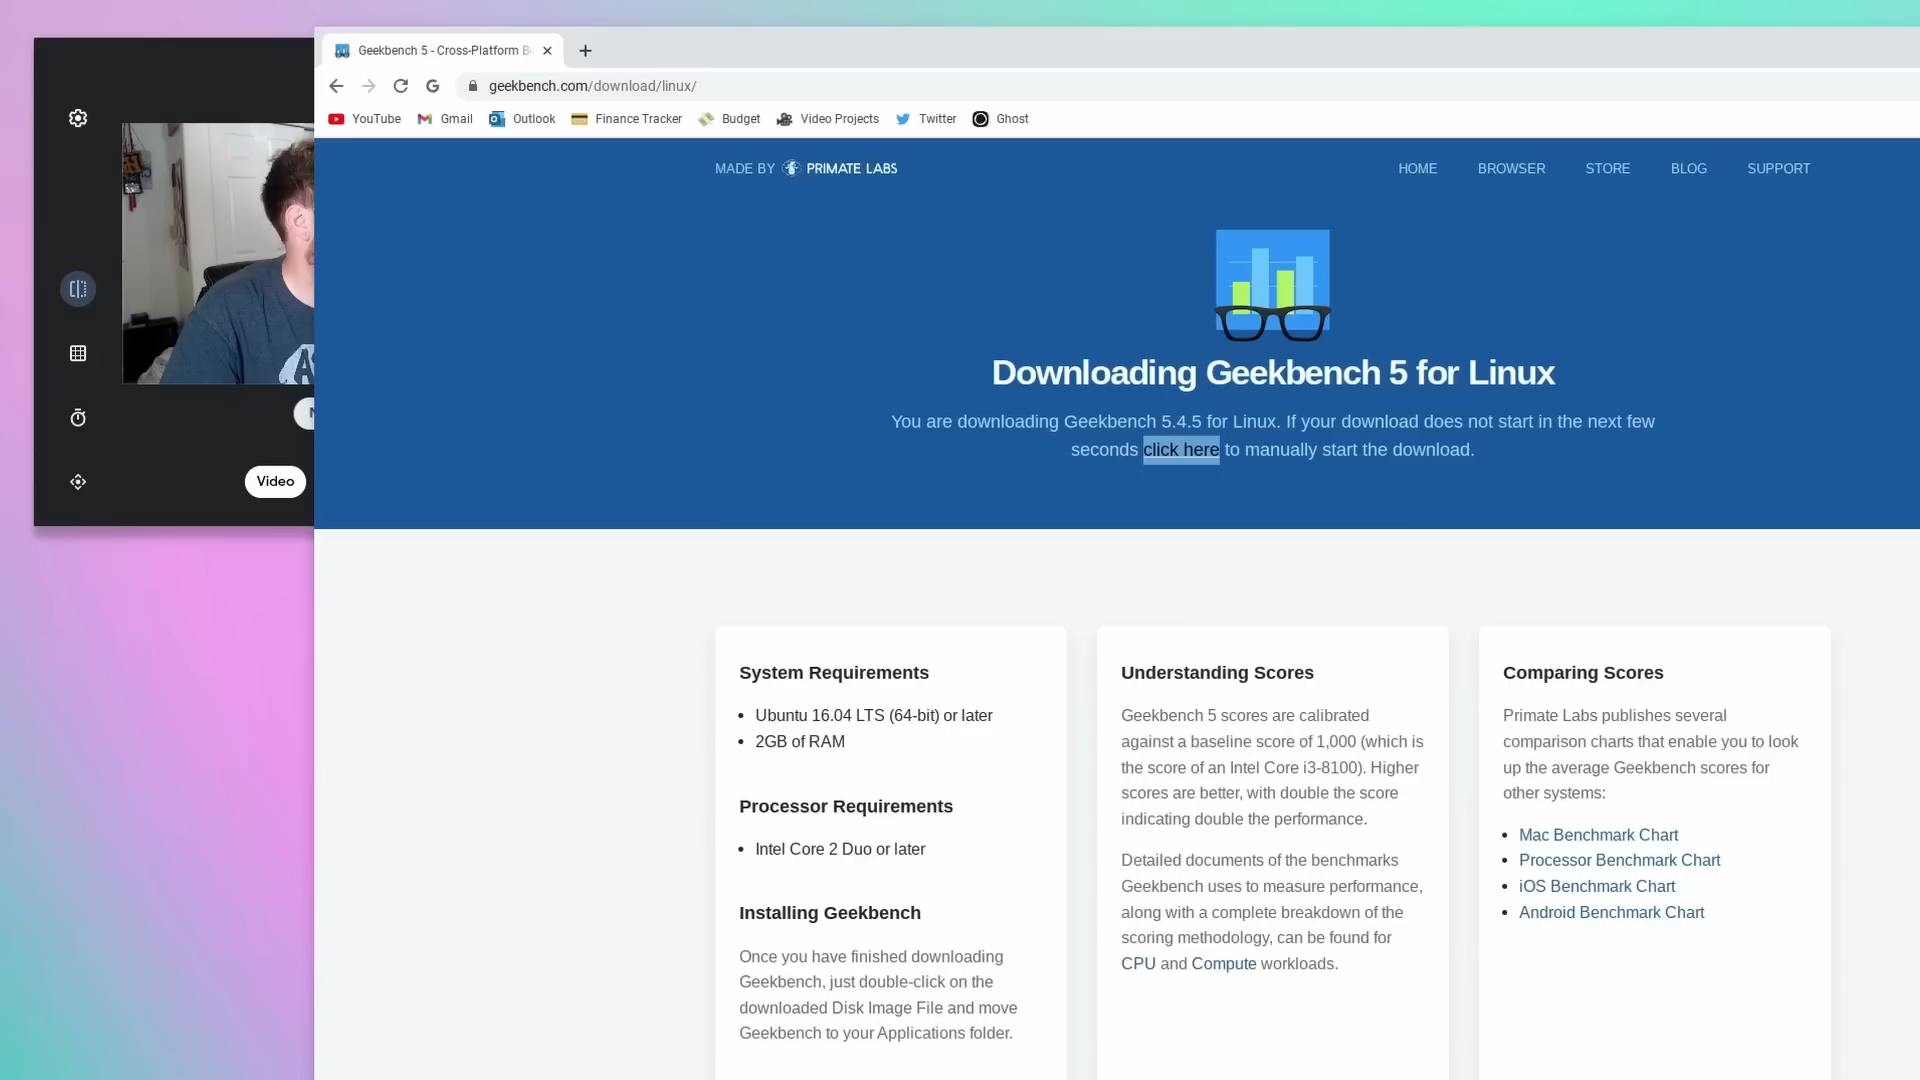 Geekbench 5 - Cross-Platform B
geekbench.com/download/linux/
YouTube Gmail Outlook Finance Tracker Budget Video Projects Twitter Ghost
MADE BY PRIMATE LABS
HOME BROWSER STORE BLOG SUPPORT
Downloading Geekbench 5 for Linux
You are downloading Geekbench 5.4.5 for Linux. If your download does not start in the next few
seconds click here to manually start the download.
Video
System Requirements
• Ubuntu 16.04 LTS (64-bit) or later
• 2GB of RAM
Processor Requirements
• Intel Core 2 Duo or later
Installing Geekbench
Once you have finished downloading
Geekbench, just double-click on the
downloaded Disk Image File and move
Geekbench to your Applications folder.
Understanding Scores
Geekbench 5 scores are calibrated
against a baseline score of 1,000 (which is
the score of an Intel Core i3-8100). Higher
scores are better, with double the score
indicating double the performance.
Detailed documents of the benchmarks
Geekbench uses to measure performance,
along with a complete breakdown of the
scoring methodology, can be found for
CPU and Compute workloads.
Comparing Scores
Primate Labs publishes several
comparison charts that enable you to look
up the average Geekbench scores for
other systems:
• Mac Benchmark Chart
• Processor Benchmark Chart
• iOS Benchmark Chart
• Android Benchmark Chart